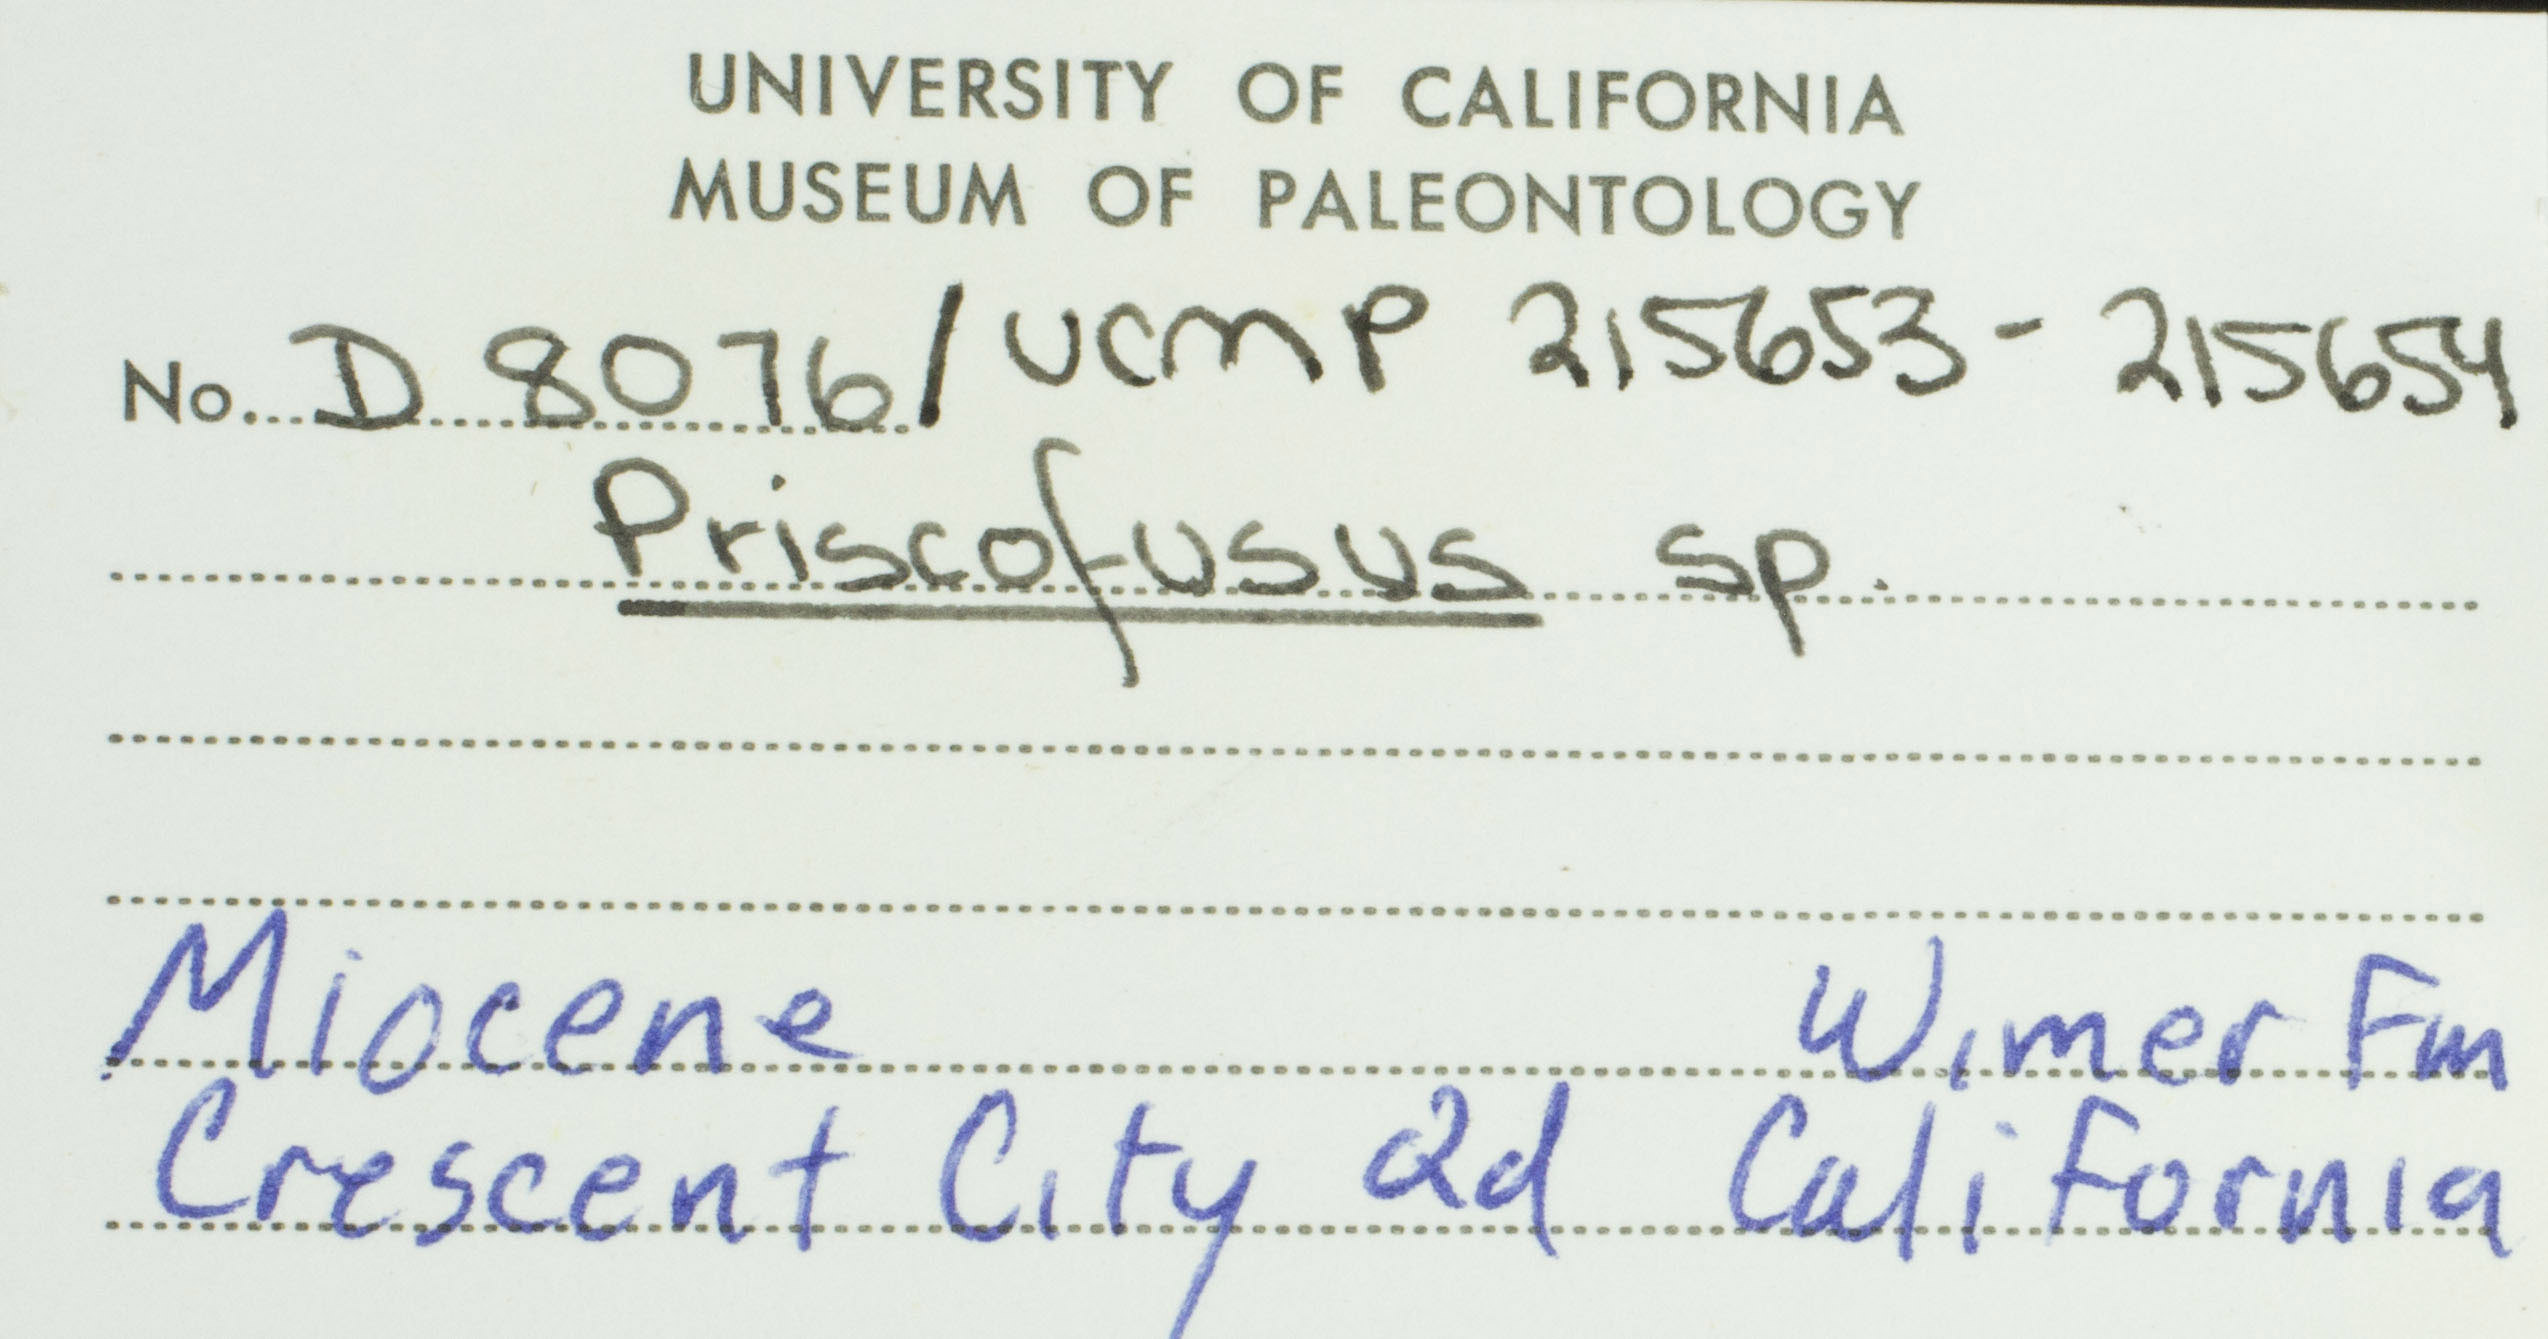 UNIVERSITY OF CALIFORNIA
MUSEUM OF PALEONTOLOGY
No. D 8076/UCMP 215653-215654
Priscofusus sp.
Miocene Wimer Fm
Crescent City Qd California